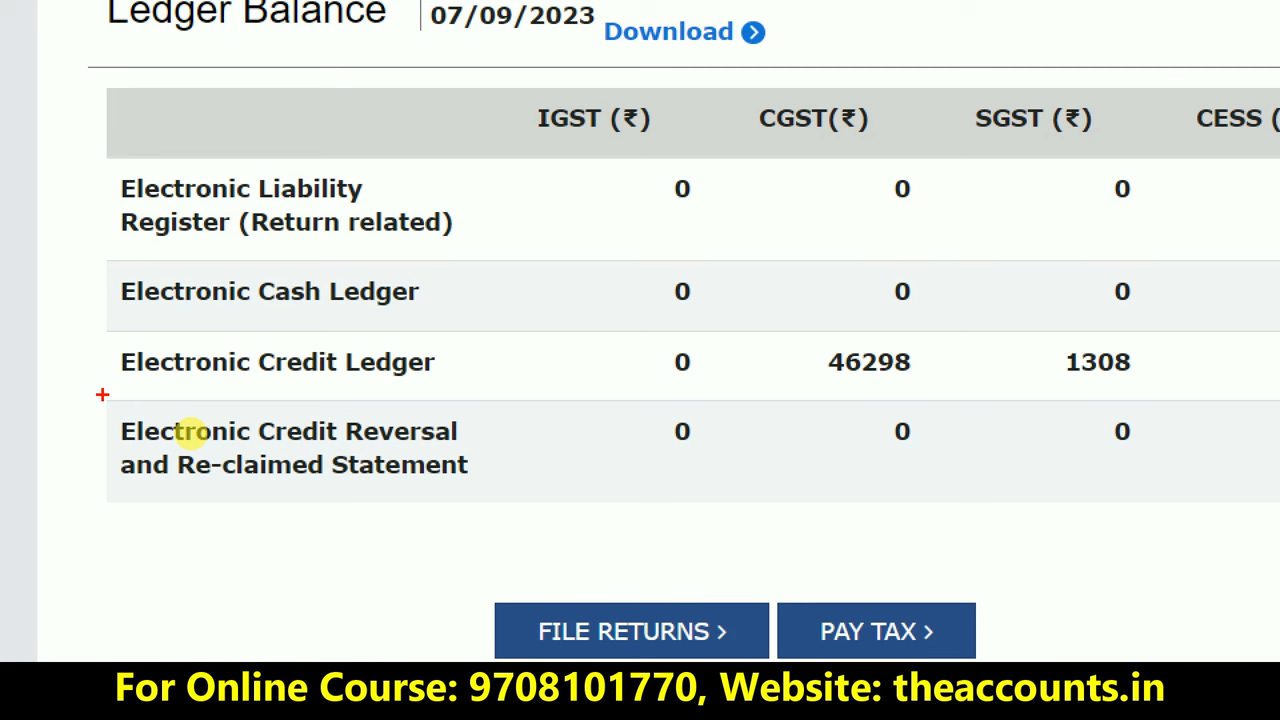 Ledger Balance 07/09/2023 Download
IGST (₹) CGST(₹) SGST (₹) CESS (
Electronic Liability 0 0 0
Register (Return related)
Electronic Cash Ledger 0 0 0
Electronic Credit Ledger 0 46298 1308
Electronic Credit Reversal 0 0 0
and Re-claimed Statement
FILE RETURNS PAY TAX
For Online Course: 9708101770, Website: theaccounts.in